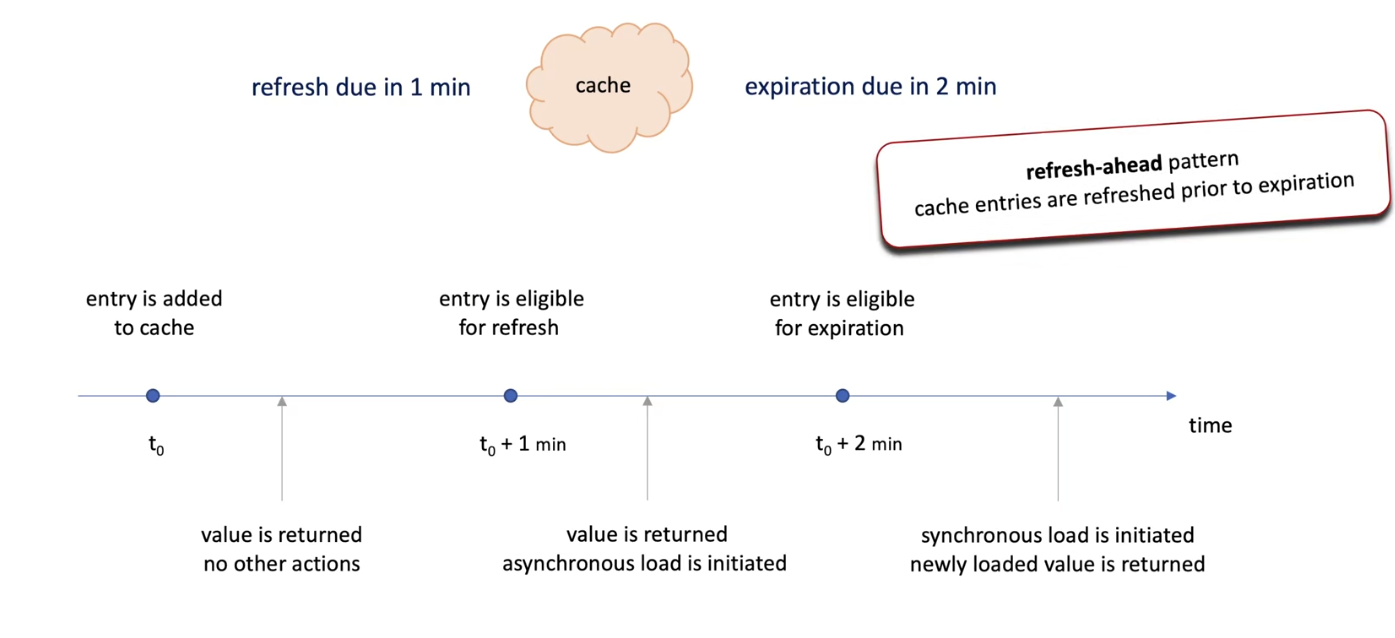 refresh due in 1 min
cache
expiration due in 2 min
refresh-ahead pattern
cache entries are refreshed prior to expiration
entry is added
to cache
entry is eligible
for refresh
entry is eligible
for expiration
t₀
t₀ + 1 min
t₀ + 2 min
time
value is returned
no other actions
value is returned
asynchronous load is initiated
synchronous load is initiated
newly loaded value is returned